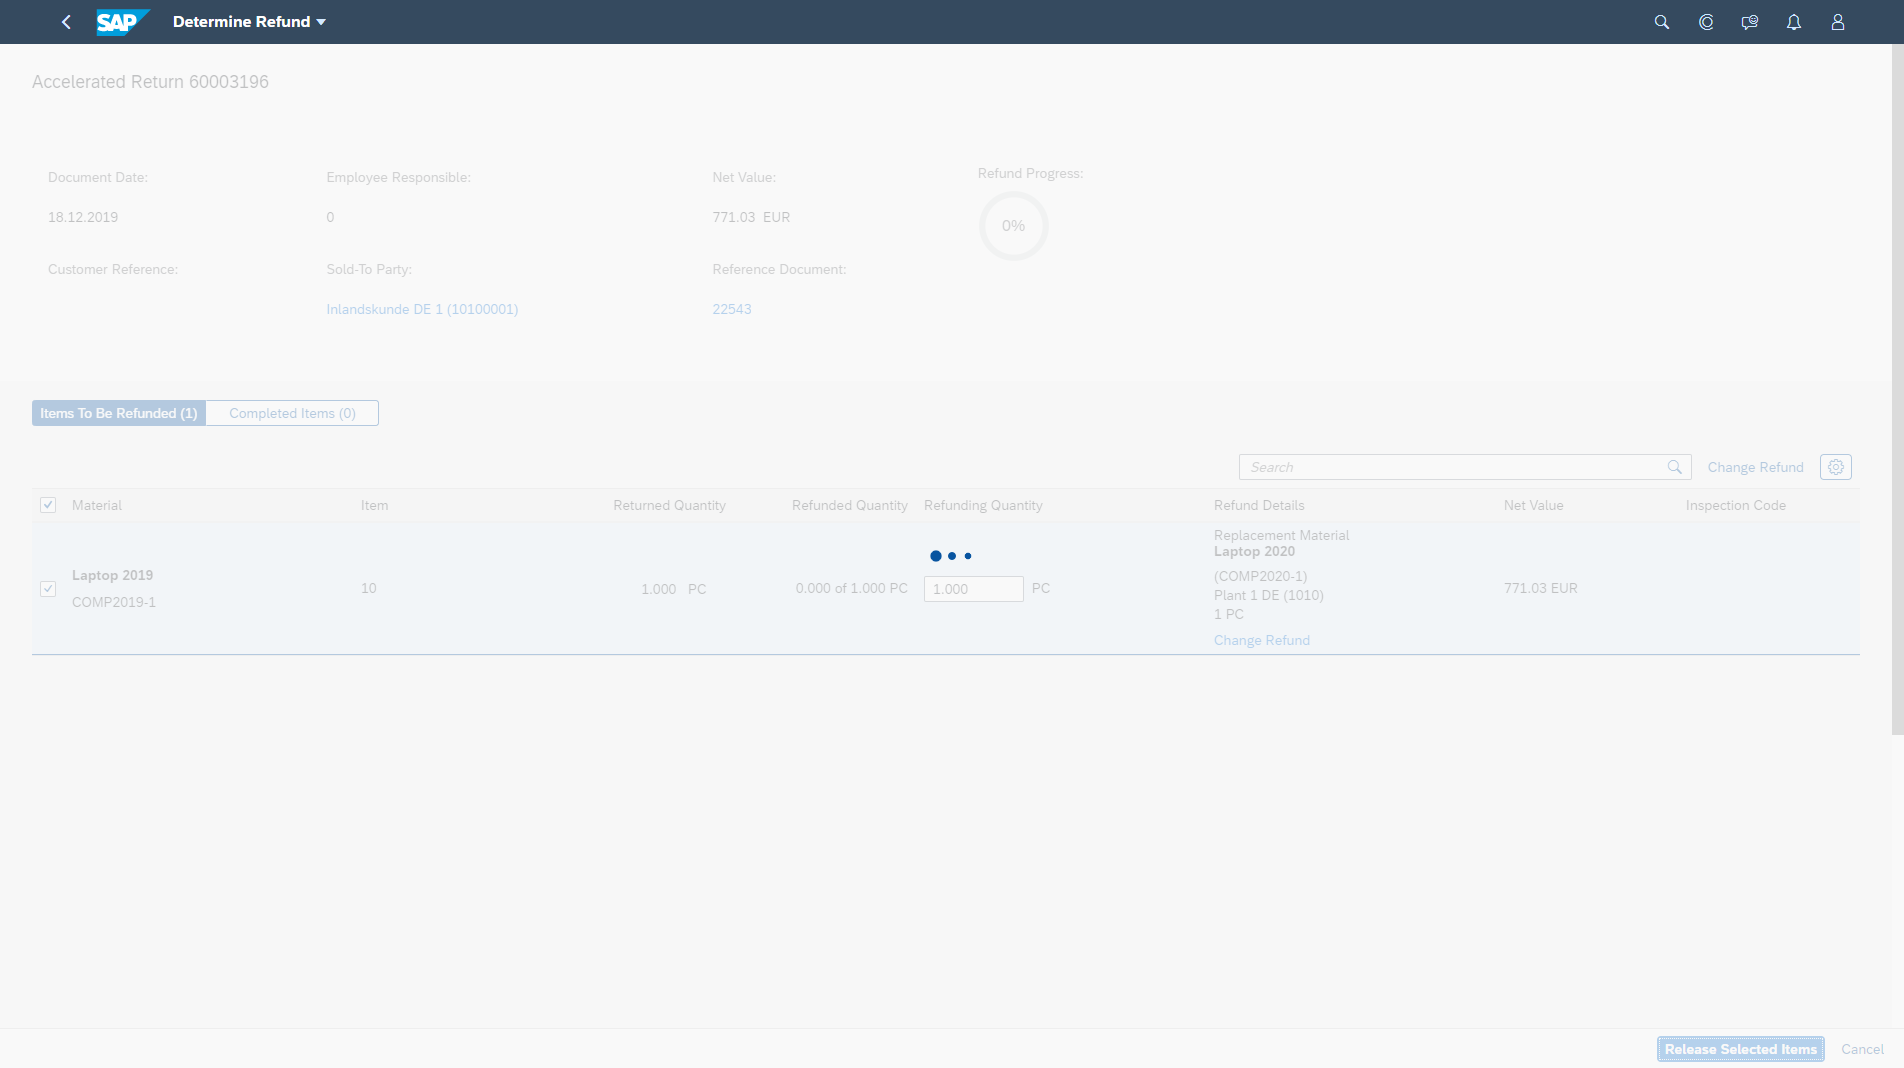 SAP
Determine Refund
Accelerated Return 60003196
Document Date:
Employee Responsible:
Net Value:
Refund Progress:
18.12.2019
0
771.03 EUR
0%
Customer Reference:
Sold-To Party:
Reference Document:
Inlandskunde DE 1 (10100001)
22543
Items To Be Refunded (1)
Completed Items (0)
Search
Change Refund
Material
Item
Returned Quantity
Refunded Quantity
Refunding Quantity
Refund Details
Net Value
Inspection Code
Laptop 2019
COMP2019-1
10
1.000 PC
0.000 of 1.000 PC
1.000 PC
Replacement Material
Laptop 2020
(COMP2020-1)
Plant 1 DE (1010)
1 PC
Change Refund
771.03 EUR
Release Selected Items
Cancel